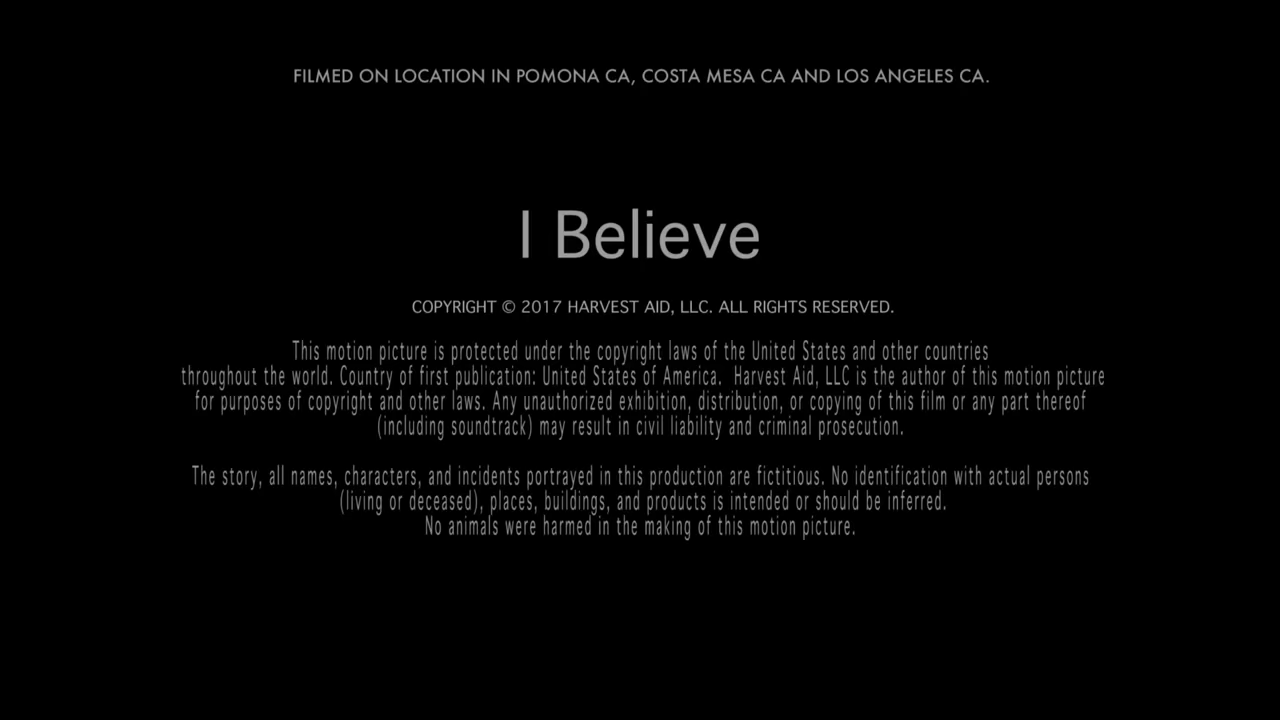 FILMED ON LOCATION IN POMONA CA, COSTA MESA CA AND LOS ANGELES CA.
I Believe
COPYRIGHT © 2017 HARVEST AID, LLC. ALL RIGHTS RESERVED.
This motion picture is protected under the copyright laws of the United States and other countries
throughout the world. Country of first publication: United States of America.  Harvest Aid, LLC is the author of this motion picture
for purposes of copyright and other laws. Any unauthorized exhibition, distribution, or copying of this film or any part thereof
(including soundtrack) may result in civil liability and criminal prosecution.
The story, all names, characters, and incidents portrayed in this production are fictitious. No identification with actual persons
(living or deceased), places, buildings, and products is intended or should be inferred.
No animals were harmed in the making of this motion picture.